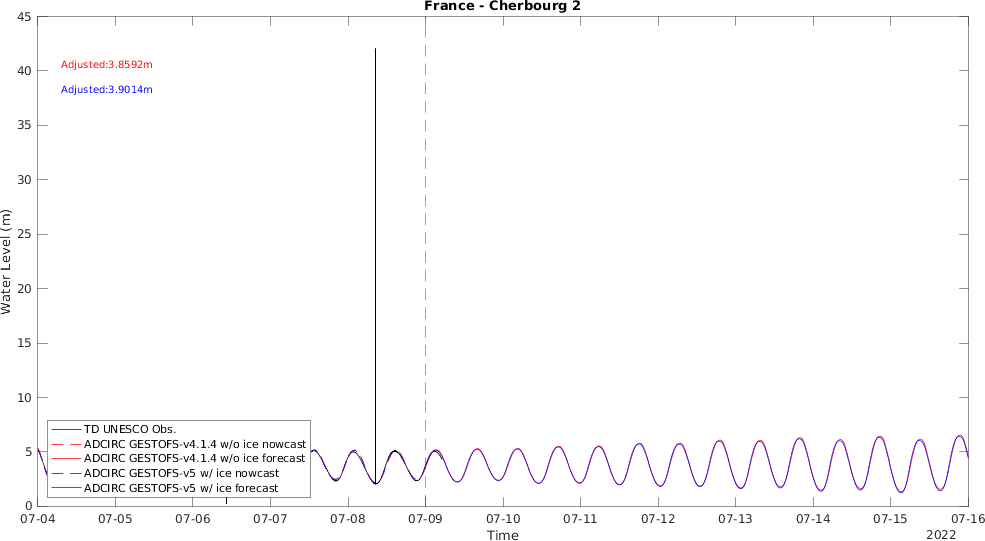 France - Cherbourg 2
45
40
35
30
25
20
15
10
5
0
Water Level (m)
Adjusted:3.8592m
Adjusted:3.9014m
TD UNESCO Obs.
ADCIRC GESTOFS-v4.1.4 w/o ice nowcast
ADCIRC GESTOFS-v4.1.4 w/o ice forecast
ADCIRC GESTOFS-v5 w/ ice nowcast
ADCIRC GESTOFS-v5 w/ ice forecast
07-04 07-05 07-06 07-07 07-08 07-09 07-10 07-11 07-12 07-13 07-14 07-15 07-16
Time
2022